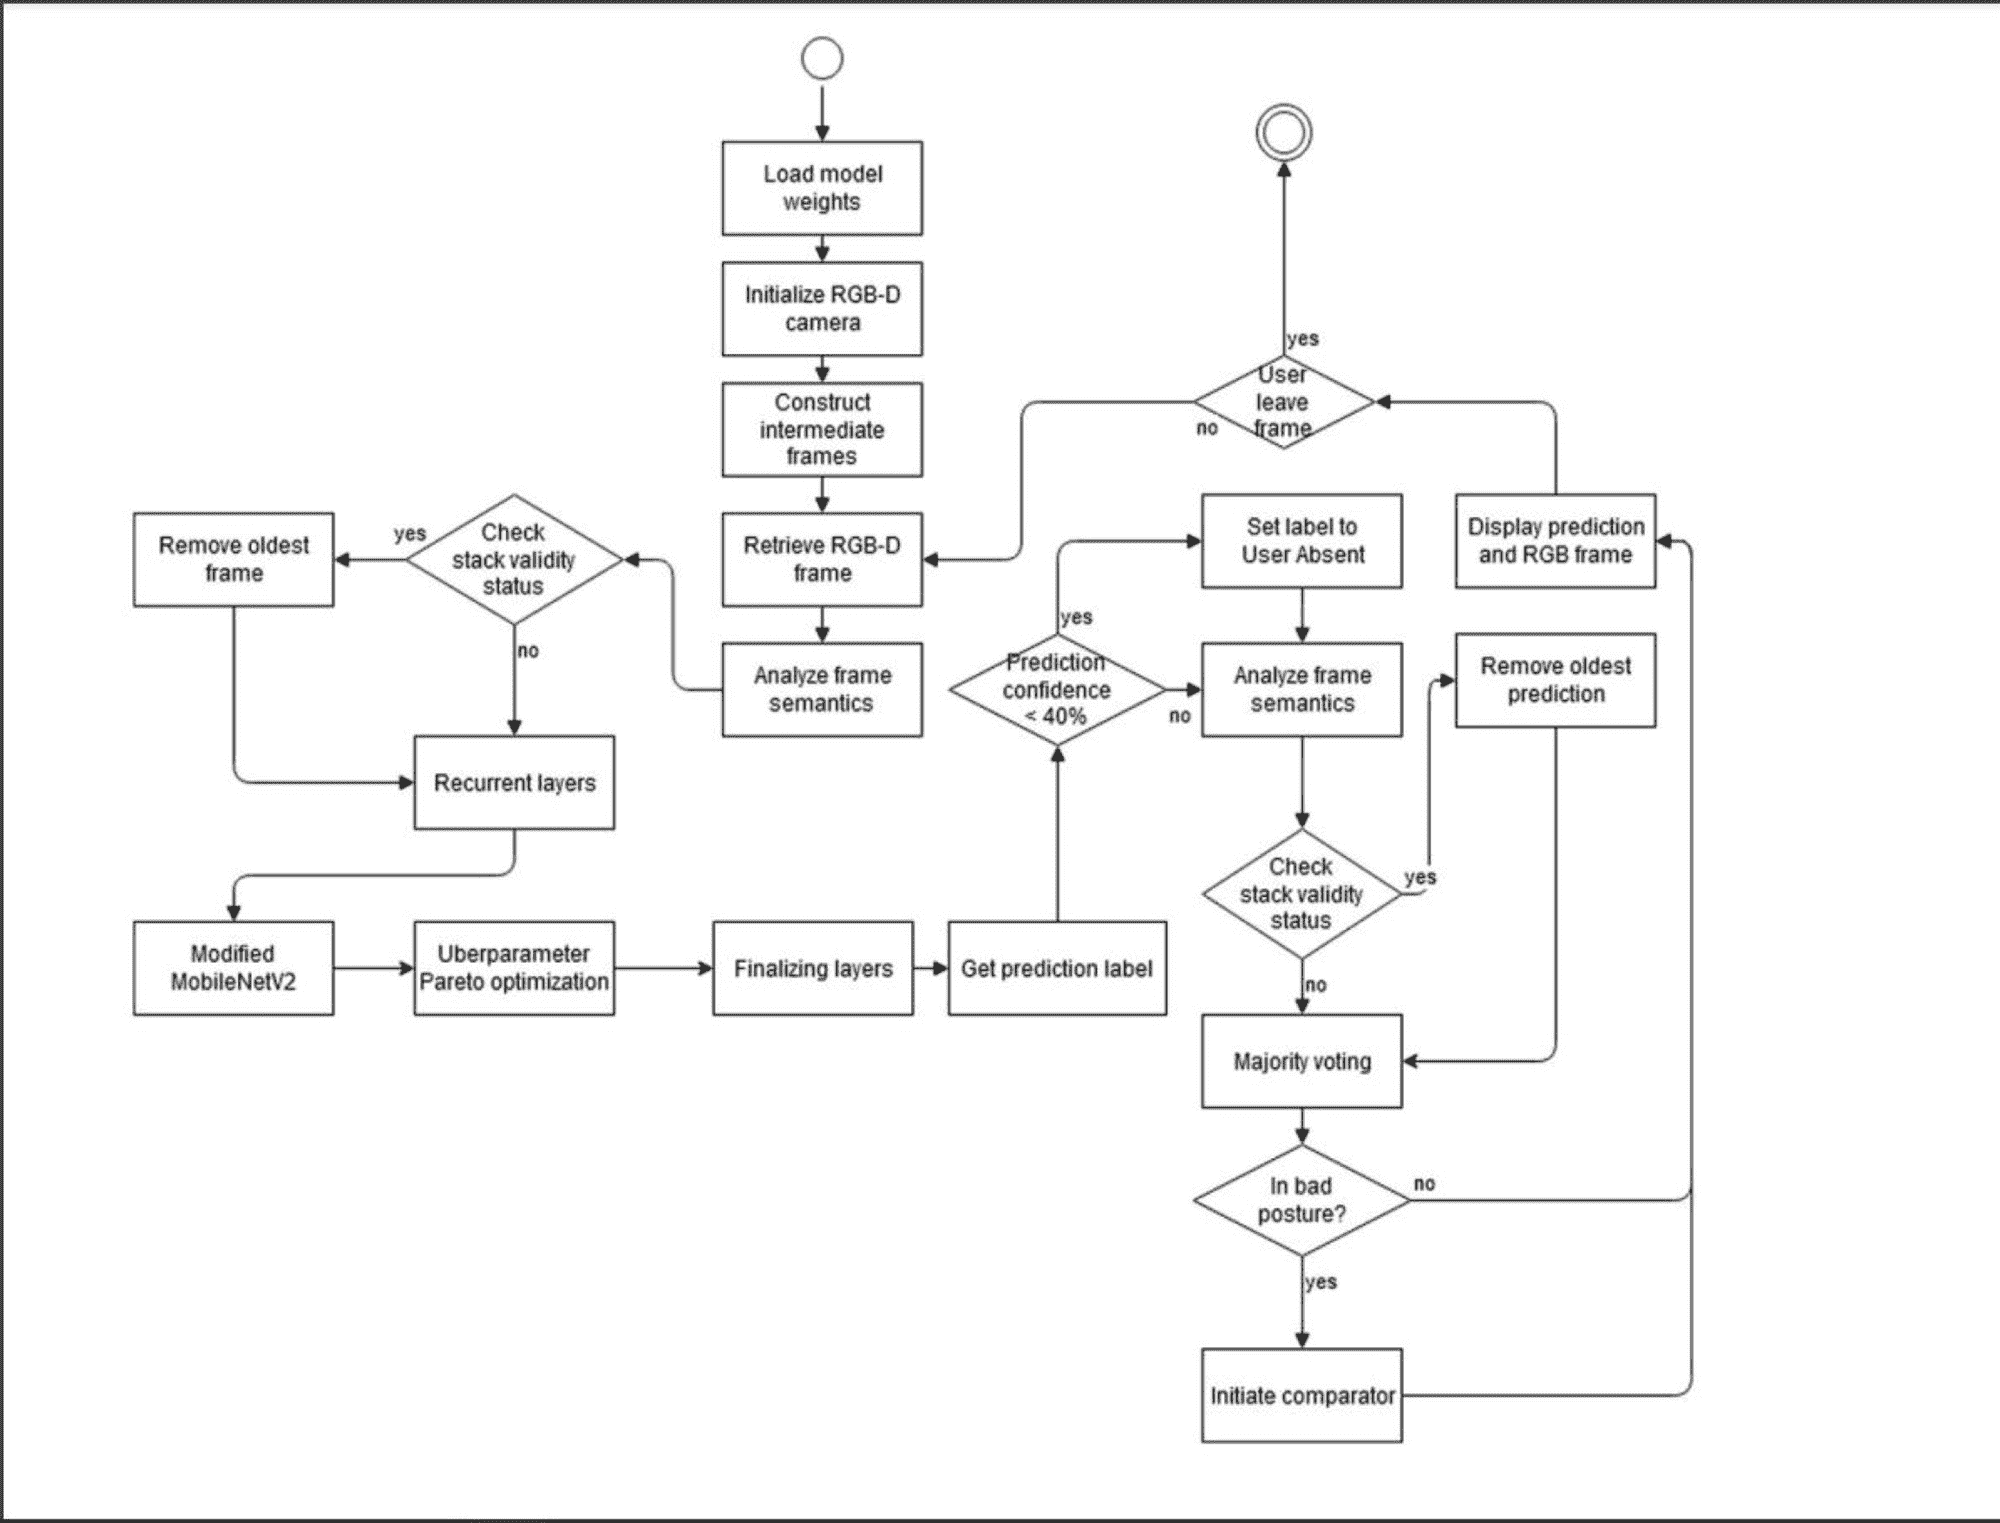 Load model
weights
Initialize RGB-D
camera
Construct
intermediate
frames
Retrieve RGB-D
frame
Analyze frame
semantics
Check
stack validity
status
yes
no
Remove oldest
frame
Recurrent layers
Modified
MobileNetV2
Uberparameter
Pareto optimization
Finalizing layers
Get prediction label
Prediction
confidence
< 40%
yes
no
Set label to
User Absent
Analyze frame
semantics
Check
stack validity
status
yes
no
Remove oldest
prediction
Majority voting
In bad
posture?
no
yes
Initiate comparator
Display prediction
and RGB frame
User
leave
frame
yes
no